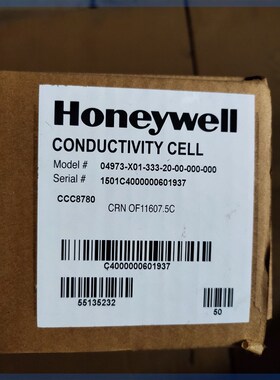 Honeywell
CONDUCTIVITY CELL
Model # 04973-X01-333-20-00-000-000
Serial # 1501C4000000601937
CCC8780
CRN OF11607.5C
C4000000601937
55135232
50